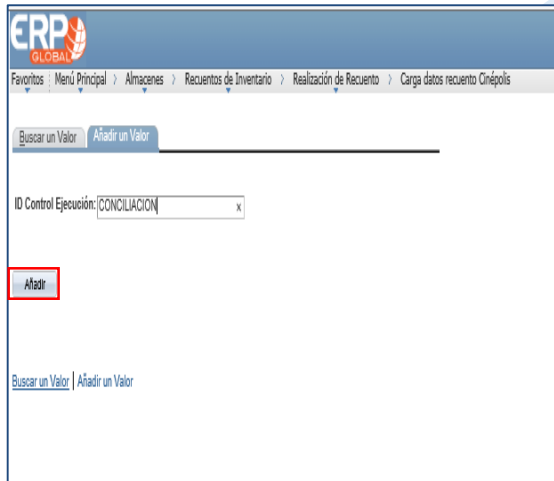 ERP
GLOBAL
Favoritos Menú Principal > Almacenes > Recuentos de Inventario > Realización de Recuento > Carga datos recuento Cinépolis
Buscar un Valor Añadir un Valor
ID Control Ejecución: CONCILIACION x
Añadir
Buscar un Valor | Añadir un Valor